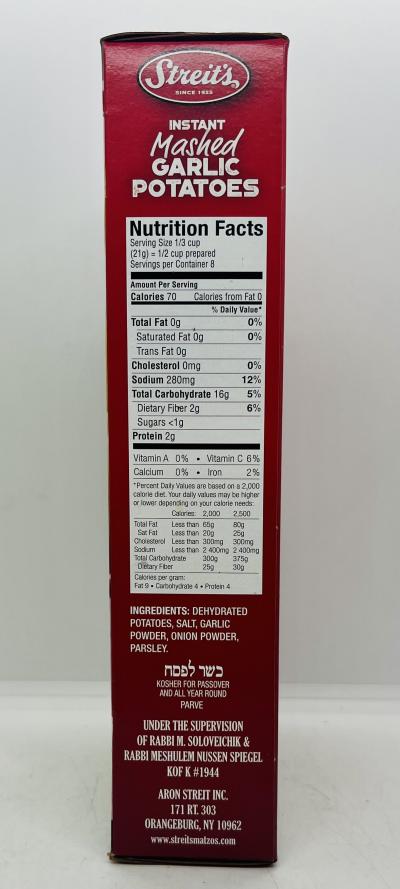 Streit's
SINCE 1925
INSTANT
Mashed
GARLIC
POTATOES
Nutrition Facts
Serving Size 1/3 cup
(21g) = 1/2 cup prepared
Servings per Container 8
Amount Per Serving
Calories 70 Calories from Fat 0
% Daily Value*
Total Fat 0g 0%
Saturated Fat 0g 0%
Trans Fat 0g
Cholesterol 0mg 0%
Sodium 280mg 12%
Total Carbohydrate 16g 5%
Dietary Fiber 2g 6%
Sugars <1g
Protein 2g
Vitamin A 0% • Vitamin C 6%
Calcium 0% • Iron 2%
*Percent Daily Values are based on a 2,000
calorie diet. Your daily values may be higher
or lower depending on your calorie needs:
Calories: 2,000 2,500
Total Fat Less than 65g 80g
Sat Fat Less than 20g 25g
Cholesterol Less than 300mg 300mg
Sodium Less than 2 400mg 2 400mg
Total Carbohydrate 300g 375g
Dietary Fiber 25g 30g
Calories per gram:
Fat 9 • Carbohydrate 4 • Protein 4
INGREDIENTS: DEHYDRATED
POTATOES, SALT, GARLIC
POWDER, ONION POWDER,
PARSLEY.
כשר לפסח
KOSHER FOR PASSOVER
AND ALL YEAR ROUND
PARVE
UNDER THE SUPERVISION
OF RABBI M. SOLOVEICHIK &
RABBI MESHULEM NUSSEN SPIEGEL
KOF K #1944
ARON STREIT INC.
171 RT. 303
ORANGEBURG, NY 10962
www.streitsmatzos.com